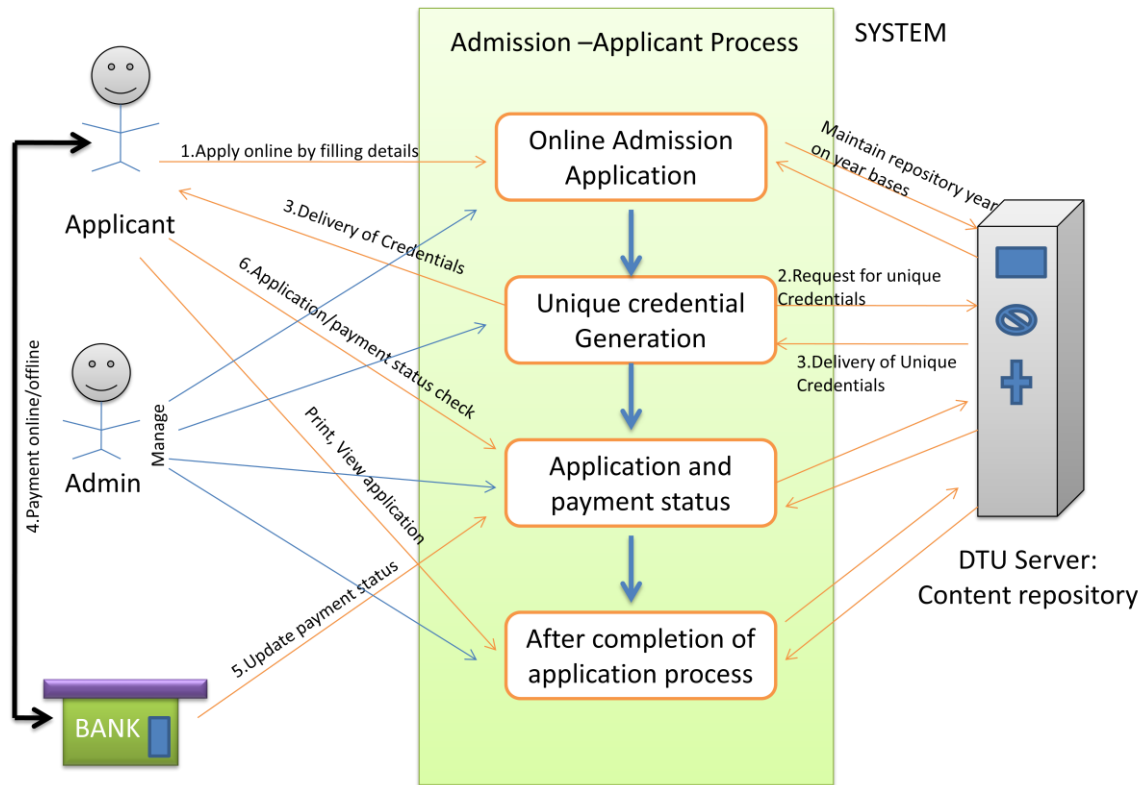 Admission –Applicant Process
SYSTEM
Online Admission
Application
1.Apply online by filling details
Maintain repository year
on year bases
Applicant
3.Delivery of Credentials
6.Application/payment status check
Unique credential
Generation
2.Request for unique
Credentials
3.Delivery of Unique
Credentials
4.Payment online/offline
Admin
Manage
Print, View application
Application and
payment status
DTU Server:
Content repository
5.Update payment status
After completion of
application process
BANK